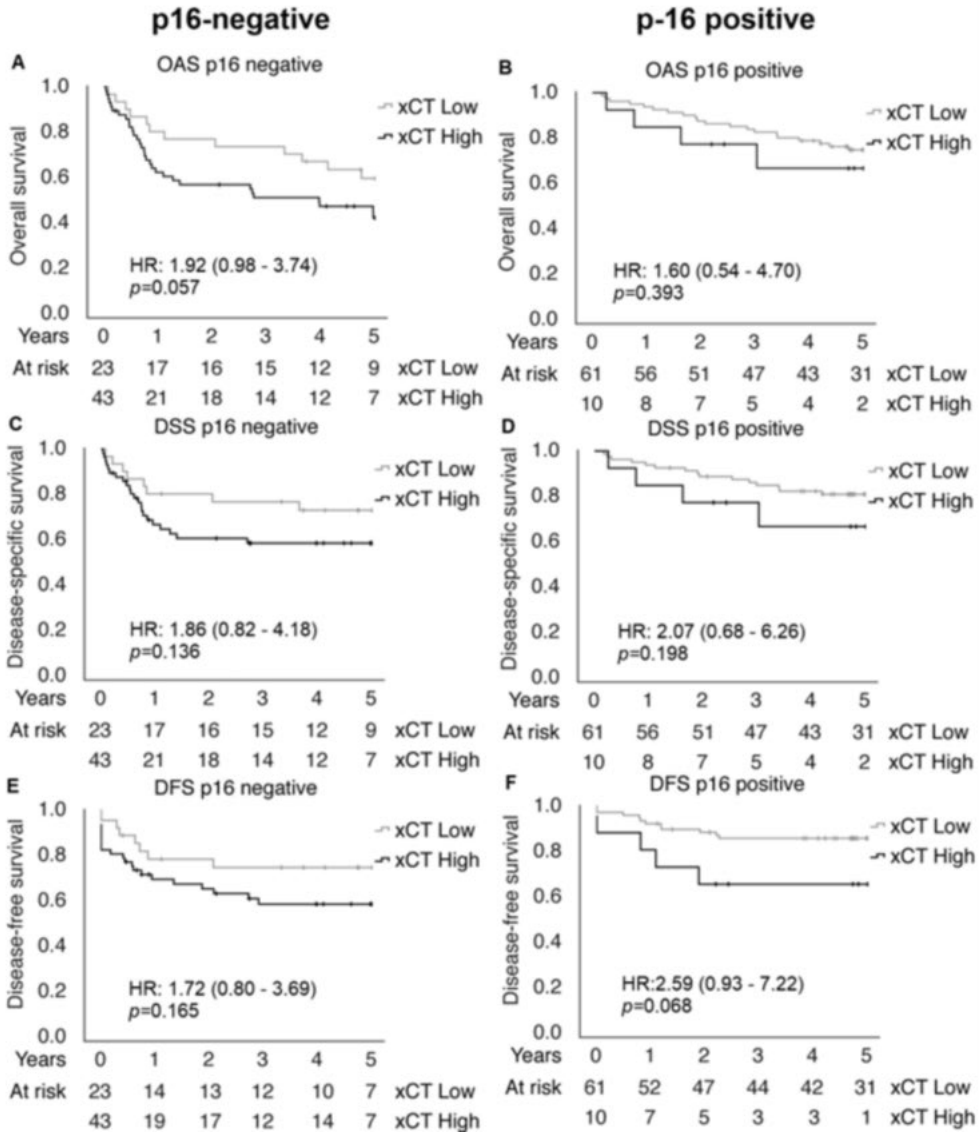 p16-negative
p-16 positive
A
OAS p16 negative
1.0
0.8
0.6
0.4
0.2
0.0
Overall survival
xCT Low
xCT High
HR: 1.92 (0.98 - 3.74)
p=0.057
Years 0 1 2 3 4 5
At risk 23 17 16 15 12 9 xCT Low
43 21 18 14 12 7 xCT High
B
OAS p16 positive
1.0
0.8
0.6
0.4
0.2
0.0
Overall survival
xCT Low
xCT High
HR: 1.60 (0.54 - 4.70)
p=0.393
Years 0 1 2 3 4 5
At risk 61 56 51 47 43 31 xCT Low
10 8 7 5 4 2 xCT High
C
DSS p16 negative
1.0
0.8
0.6
0.4
0.2
0.0
Disease-specific survival
xCT Low
xCT High
HR: 1.86 (0.82 - 4.18)
p=0.136
Years 0 1 2 3 4 5
At risk 23 17 16 15 12 9 xCT Low
43 21 18 14 12 7 xCT High
D
DSS p16 positive
1.0
0.8
0.6
0.4
0.2
0.0
Disease-specific survival
xCT Low
xCT High
HR: 2.07 (0.68 - 6.26)
p=0.198
Years 0 1 2 3 4 5
At risk 61 56 51 47 43 31 xCT Low
10 8 7 5 4 2 xCT High
E
DFS p16 negative
1.0
0.8
0.6
0.4
0.2
0.0
Disease-free survival
xCT Low
xCT High
HR: 1.72 (0.80 - 3.69)
p=0.165
Years 0 1 2 3 4 5
At risk 23 14 13 12 10 7 xCT Low
43 19 17 12 14 7 xCT High
F
DFS p16 positive
1.0
0.8
0.6
0.4
0.2
0.0
Disease-free survival
xCT Low
xCT High
HR:2.59 (0.93 - 7.22)
p=0.068
Years 0 1 2 3 4 5
At risk 61 52 47 44 42 31 xCT Low
10 7 5 3 3 1 xCT High